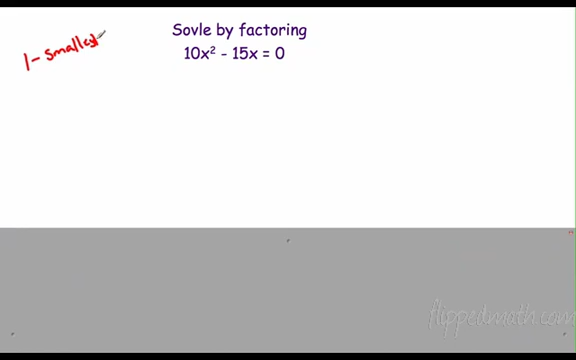 Sovle by factoring
1- Smallest
10x² - 15x = 0
flippedmath.com